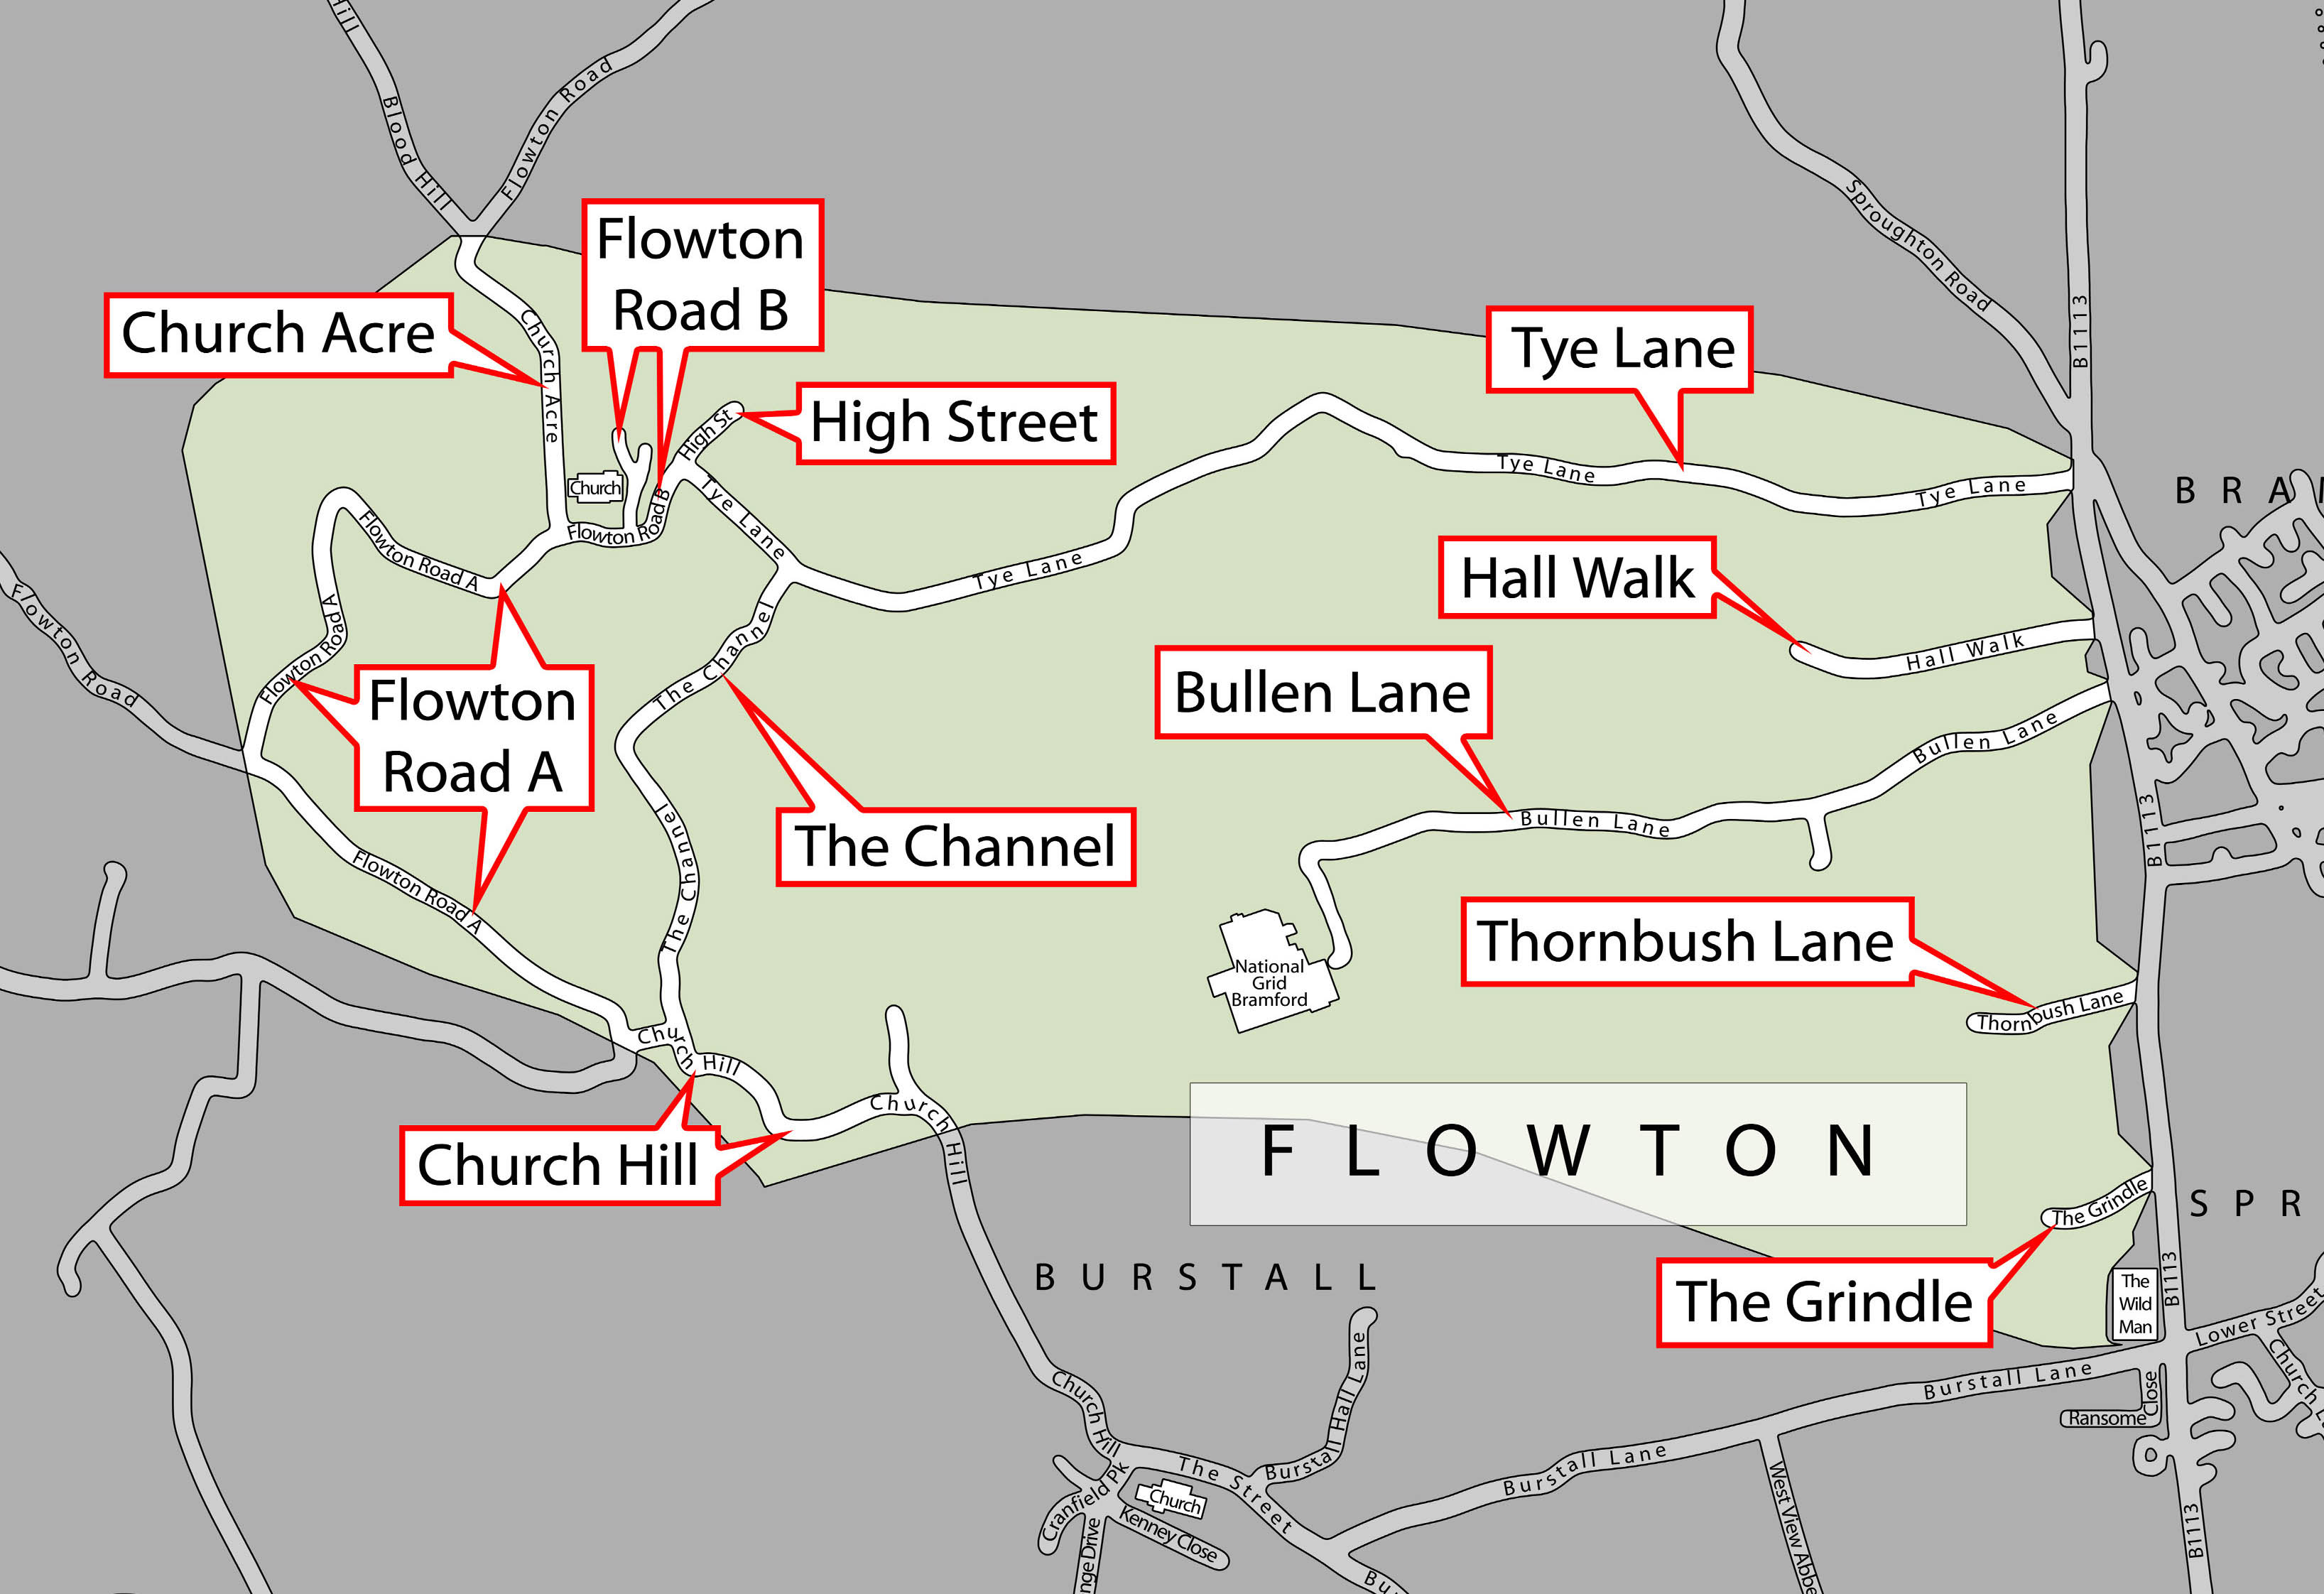 Hill
Blood Hill
Flowton Road
Flowton
Road B
Church Acre
Church Acre
High Street
High St
Church
Flowton Road B
Tye Lane
Tye Lane
Tye Lane
Tye Lane
Tye Lane
Sproughton Road
B1113
Flowton Road A
Flowton Road A
Flowton Road
Flowton
Road A
Flowton Road A
The Channel
The Channel
The Channel
Hall Walk
Hall Walk
Bullen Lane
Bullen Lane
Bullen Lane
B1113
National
Grid
Bramford
Thornbush Lane
Thornbush Lane
Church Hill
Church Hill
Church Hill
FLOWTON
The Grindle
The Grindle
SPR
BURSTALL
The
Wild
Man
B1113
Lower Street
Church
Burstall Lane
Ransome Close
Burstall Lane
West View Abbe
B1113
Burstall Hall Lane
Church Hill
The Street
Cranfield Pk
Church
Kenney Close
nge Drive
Bu